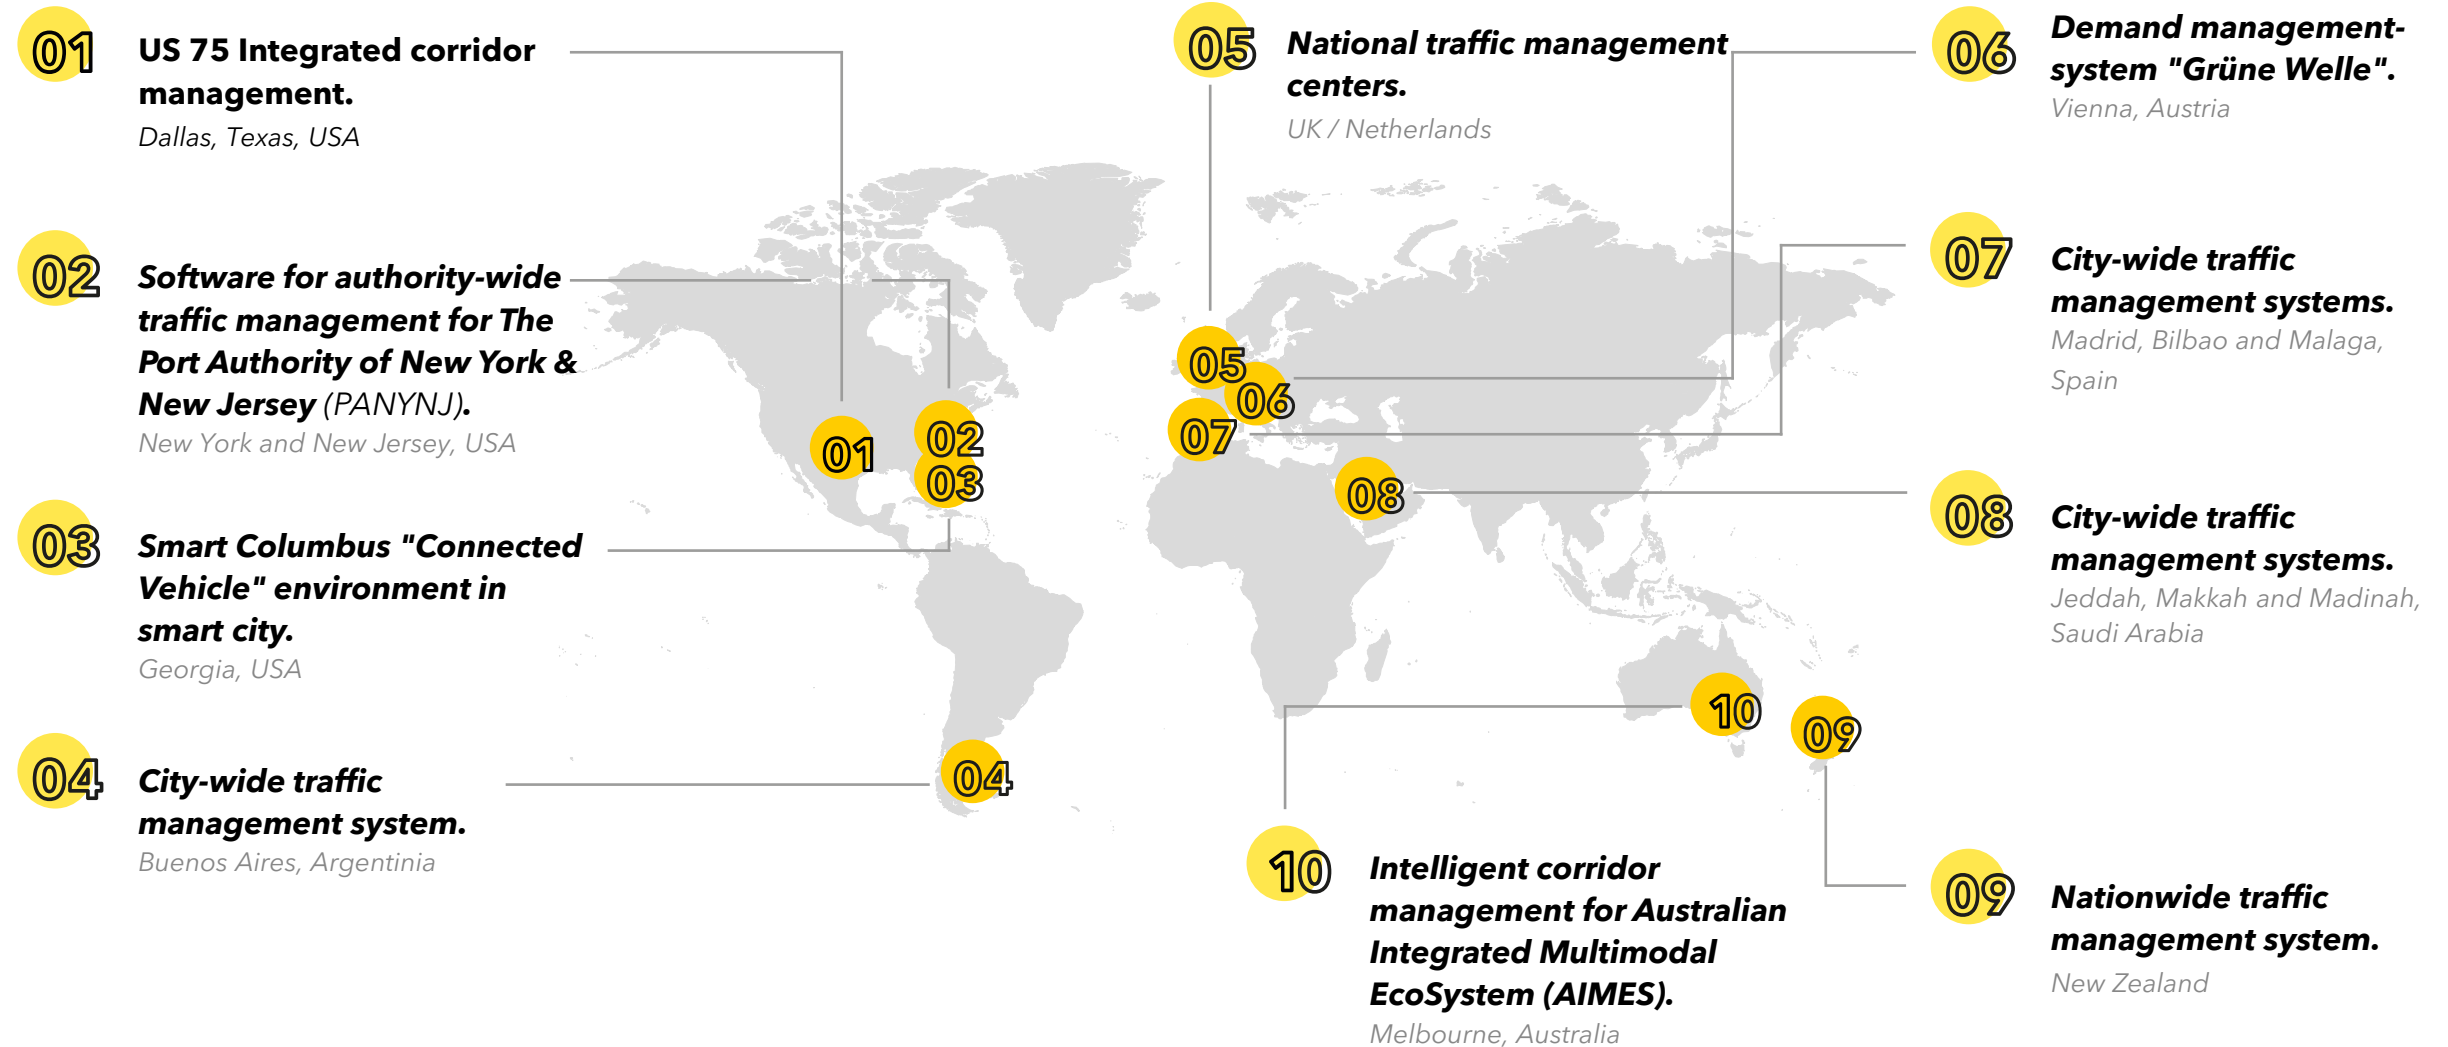 01
US 75 Integrated corridor
management.
Dallas, Texas, USA
02
Software for authority-wide
traffic management for The
Port Authority of New York &
New Jersey (PANYNJ).
New York and New Jersey, USA
03
Smart Columbus "Connected
Vehicle" environment in
smart city.
Georgia, USA
04
City-wide traffic
management system.
Buenos Aires, Argentinia
05
National traffic management
centers.
UK / Netherlands
06
Demand management-
system "Grüne Welle".
Vienna, Austria
07
City-wide traffic
management systems.
Madrid, Bilbao and Malaga,
Spain
08
City-wide traffic
management systems.
Jeddah, Makkah and Madinah,
Saudi Arabia
09
Nationwide traffic
management system.
New Zealand
10
Intelligent corridor
management for Australian
Integrated Multimodal
EcoSystem (AIMES).
Melbourne, Australia
01
02
03
04
05
06
07
08
10
09